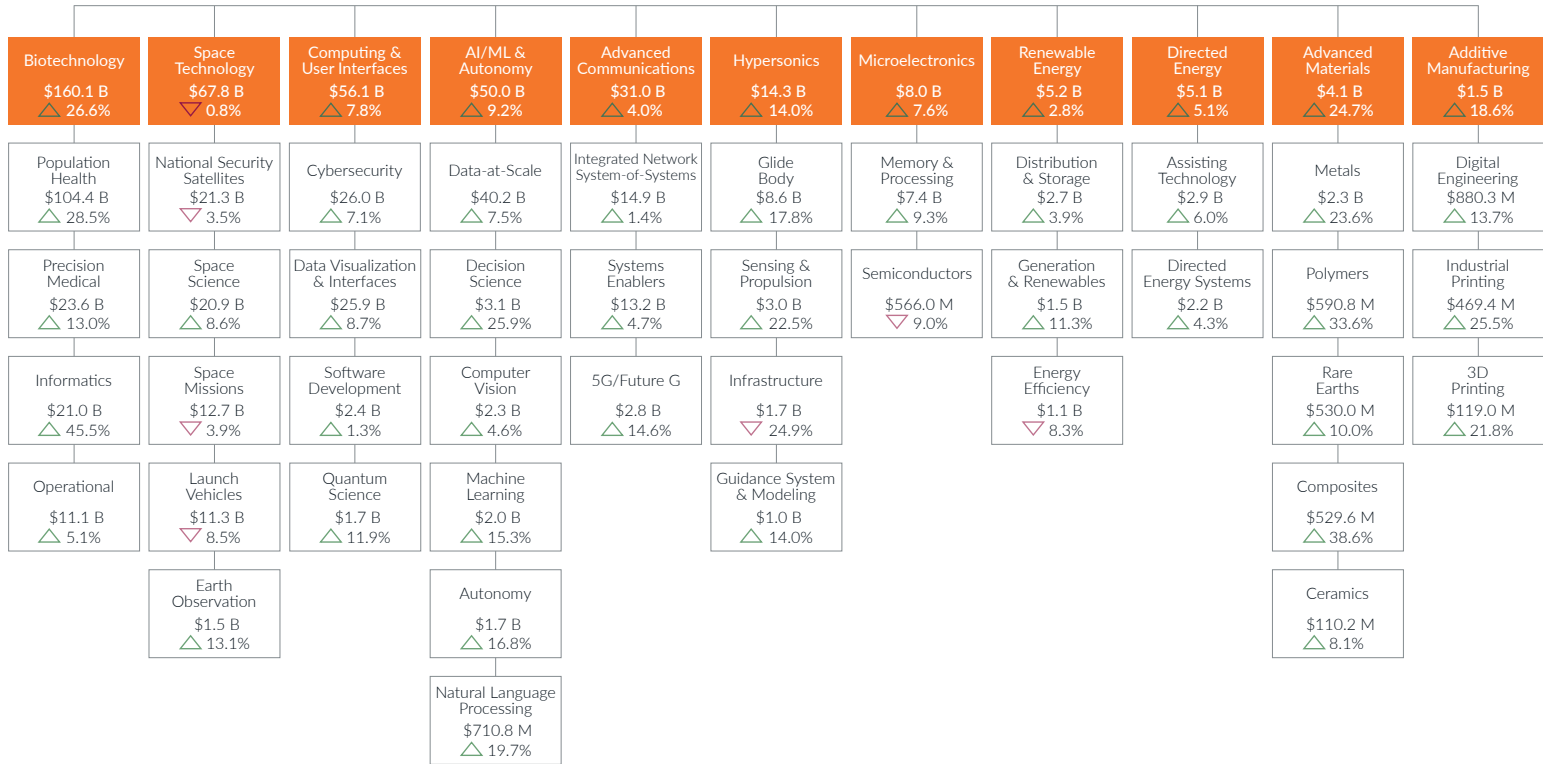 Biotechnology
$160.1 B
26.6%
Population
Health
$104.4 B
28.5%
Precision
Medical
$23.6 B
13.0%
Informatics
$21.0 B
45.5%
Operational
$11.1 B
5.1%
Space
Technology
$67.8 B
0.8%
National Security
Satellites
$21.3 B
3.5%
Space
Science
$20.9 B
8.6%
Space
Missions
$12.7 B
3.9%
Launch
Vehicles
$11.3 B
8.5%
Earth
Observation
$1.5 B
13.1%
Computing &
User Interfaces
$56.1 B
7.8%
Cybersecurity
$26.0 B
7.1%
Data Visualization
& Interfaces
$25.9 B
8.7%
Software
Development
$2.4 B
1.3%
Quantum
Science
$1.7 B
11.9%
AI/ML &
Autonomy
$50.0 B
9.2%
Data-at-Scale
$40.2 B
7.5%
Decision
Science
$3.1 B
25.9%
Computer
Vision
$2.3 B
4.6%
Machine
Learning
$2.0 B
15.3%
Autonomy
$1.7 B
16.8%
Natural Language
Processing
$710.8 M
19.7%
Advanced
Communications
$31.0 B
4.0%
Integrated Network
System-of-Systems
$14.9 B
1.4%
Systems
Enablers
$13.2 B
4.7%
5G/Future G
$2.8 B
14.6%
Hypersonics
$14.3 B
14.0%
Glide
Body
$8.6 B
17.8%
Sensing &
Propulsion
$3.0 B
22.5%
Infrastructure
$1.7 B
24.9%
Guidance System
& Modeling
$1.0 B
14.0%
Microelectronics
$8.0 B
7.6%
Memory &
Processing
$7.4 B
9.3%
Semiconductors
$566.0 M
9.0%
Renewable
Energy
$5.2 B
2.8%
Distribution
& Storage
$2.7 B
3.9%
Generation
& Renewables
$1.5 B
11.3%
Energy
Efficiency
$1.1 B
8.3%
Directed
Energy
$5.1 B
5.1%
Assisting
Technology
$2.9 B
6.0%
Directed
Energy Systems
$2.2 B
4.3%
Advanced
Materials
$4.1 B
24.7%
Metals
$2.3 B
23.6%
Polymers
$590.8 M
33.6%
Rare
Earths
$530.0 M
10.0%
Composites
$529.6 M
38.6%
Ceramics
$110.2 M
8.1%
Additive
Manufacturing
$1.5 B
18.6%
Digital
Engineering
$880.3 M
13.7%
Industrial
Printing
$469.4 M
25.5%
3D
Printing
$119.0 M
21.8%